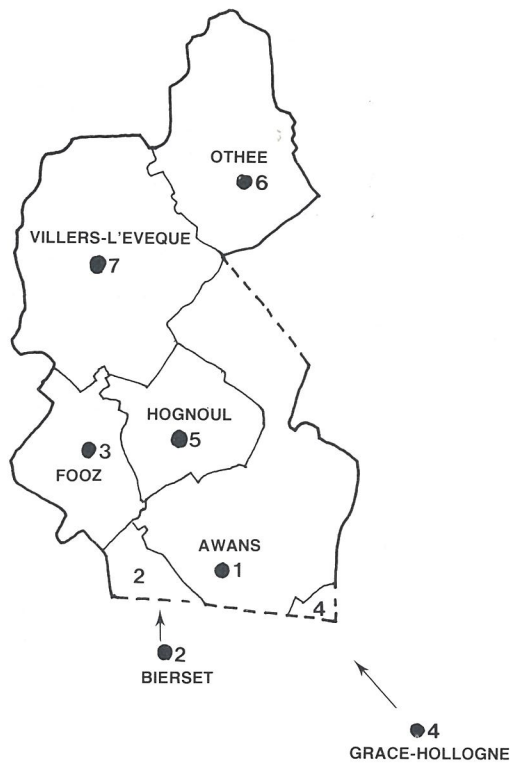 OTHEE
6
VILLERS-L'EVEQUE
7
HOGNOUL
5
3
FOOZ
AWANS
1
2
4
2
BIERSET
4
GRACE-HOLLOGNE